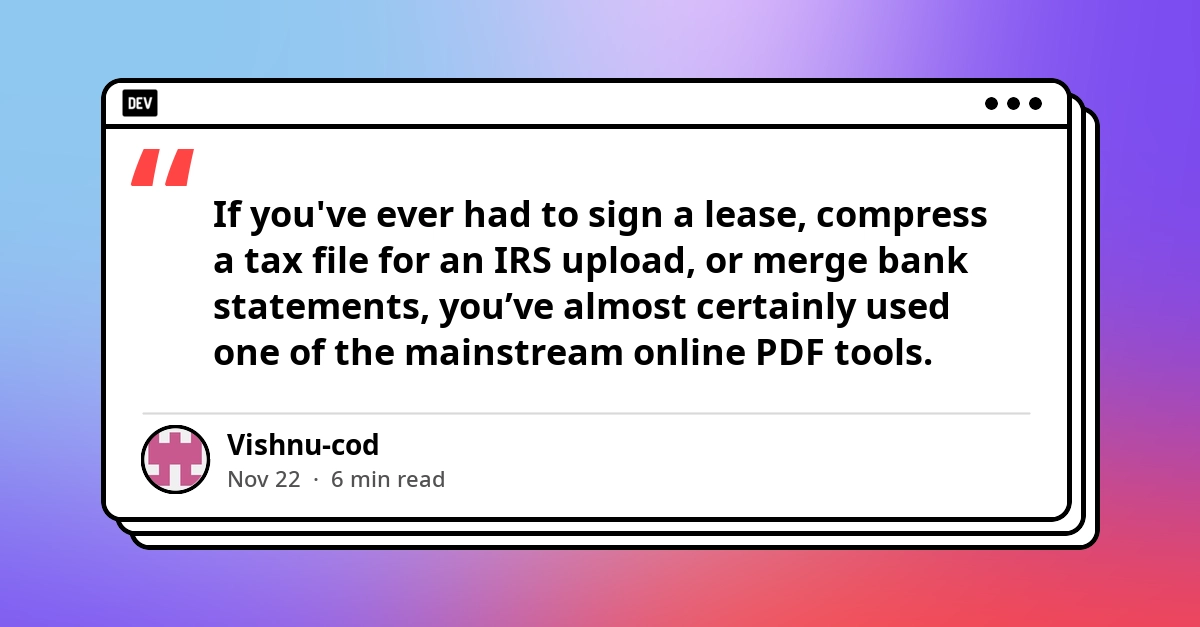 DEV
If you've ever had to sign a lease, compress
a tax file for an IRS upload, or merge bank
statements, you’ve almost certainly used
one of the mainstream online PDF tools.
Vishnu-cod
Nov 22 · 6 min read